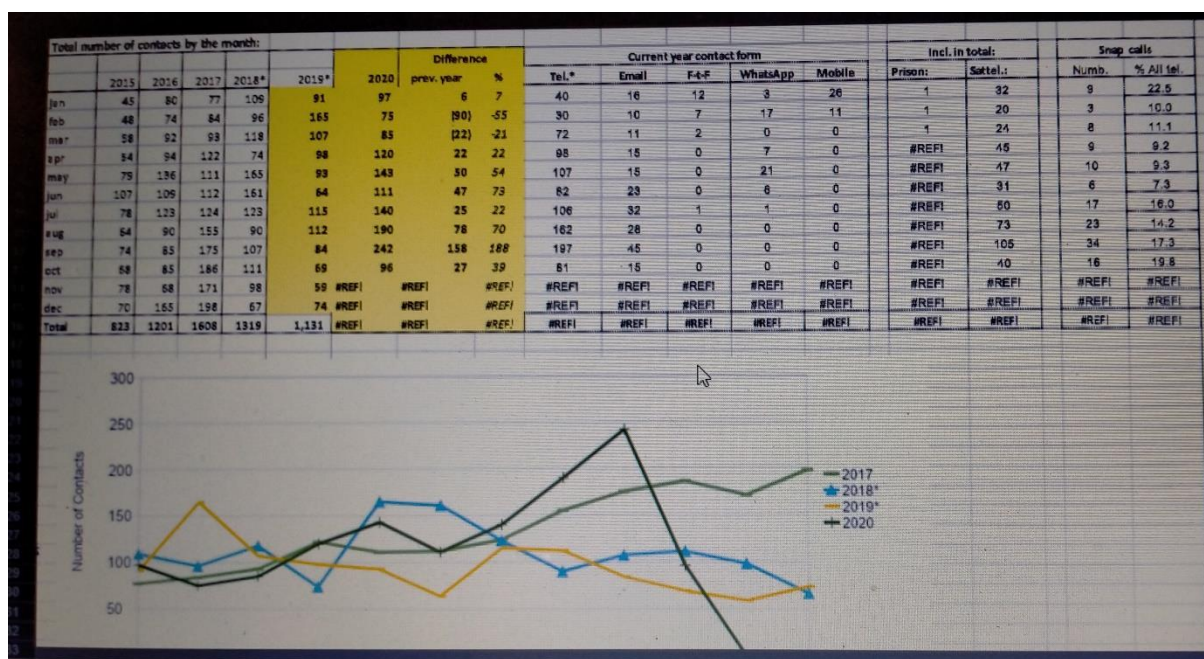 Total number of contacts by the month:
Difference Current year contact form Incl. in total: Snap calls
2015 2016 2017 2018* 2019* 2020 prev. year % Tel.* Email F-t-F WhatsApp Mobile Prison: Sattel.: Numb. % All tel.
jan 45 80 77 109 91 97 6 7 40 16 12 3 26 1 32 9 22.5
feb 48 74 84 96 165 75 (90) -55 30 10 7 17 11 1 20 3 10.0
mar 58 92 93 118 107 85 (22) -21 72 11 2 0 0 1 24 8 11.1
apr 54 94 122 74 98 120 22 22 98 15 0 7 0 #REF! 45 9 9.2
may 75 136 111 165 93 143 50 54 107 15 0 21 0 #REF! 47 10 9.3
jun 107 109 112 161 64 111 47 73 82 23 0 6 0 #REF! 31 6 7.3
jul 78 123 124 123 115 140 25 22 106 32 1 1 0 #REF! 60 17 16.0
aug 64 90 155 90 112 190 78 70 162 28 0 0 0 #REF! 73 23 14.2
sep 74 85 175 107 84 242 158 188 197 45 0 0 0 #REF! 105 34 17.3
oct 85 186 111 69 96 27 39 81 15 0 0 0 #REF! 40 16 19.8
nov 78 68 171 98 59 #REF! #REF! #REF! #REF! #REF! #REF! #REF! #REF! #REF! #REF! #REF! #REF!
dec 70 165 198 67 74 #REF! #REF! #REF! #REF! #REF! #REF! #REF! #REF! #REF! #REF! #REF! #REF!
Total 823 1201 1608 1319 1,131 #REF! #REF! #REF! #REF! #REF! #REF! #REF! #REF! #REF! #REF! #REF! #REF!
300
250
200
150
100
50
Number of Contacts
2017
2018*
2019*
2020